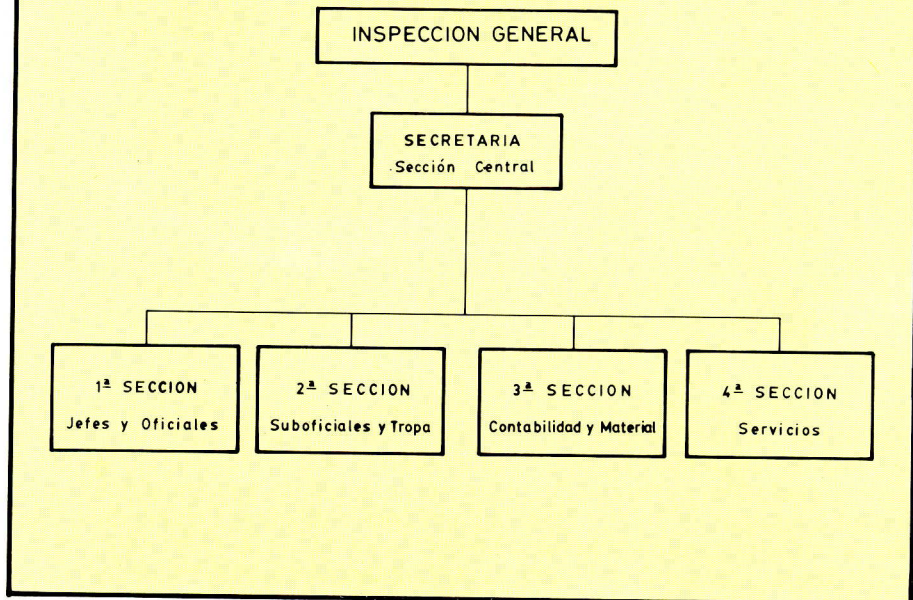 INSPECCION GENERAL
SECRETARIA
Sección Central
1ª SECCION
Jefes y Oficiales
2ª SECCION
Suboficiales y Tropa
3ª SECCION
Contabilidad y Material
4ª SECCION
Servicios